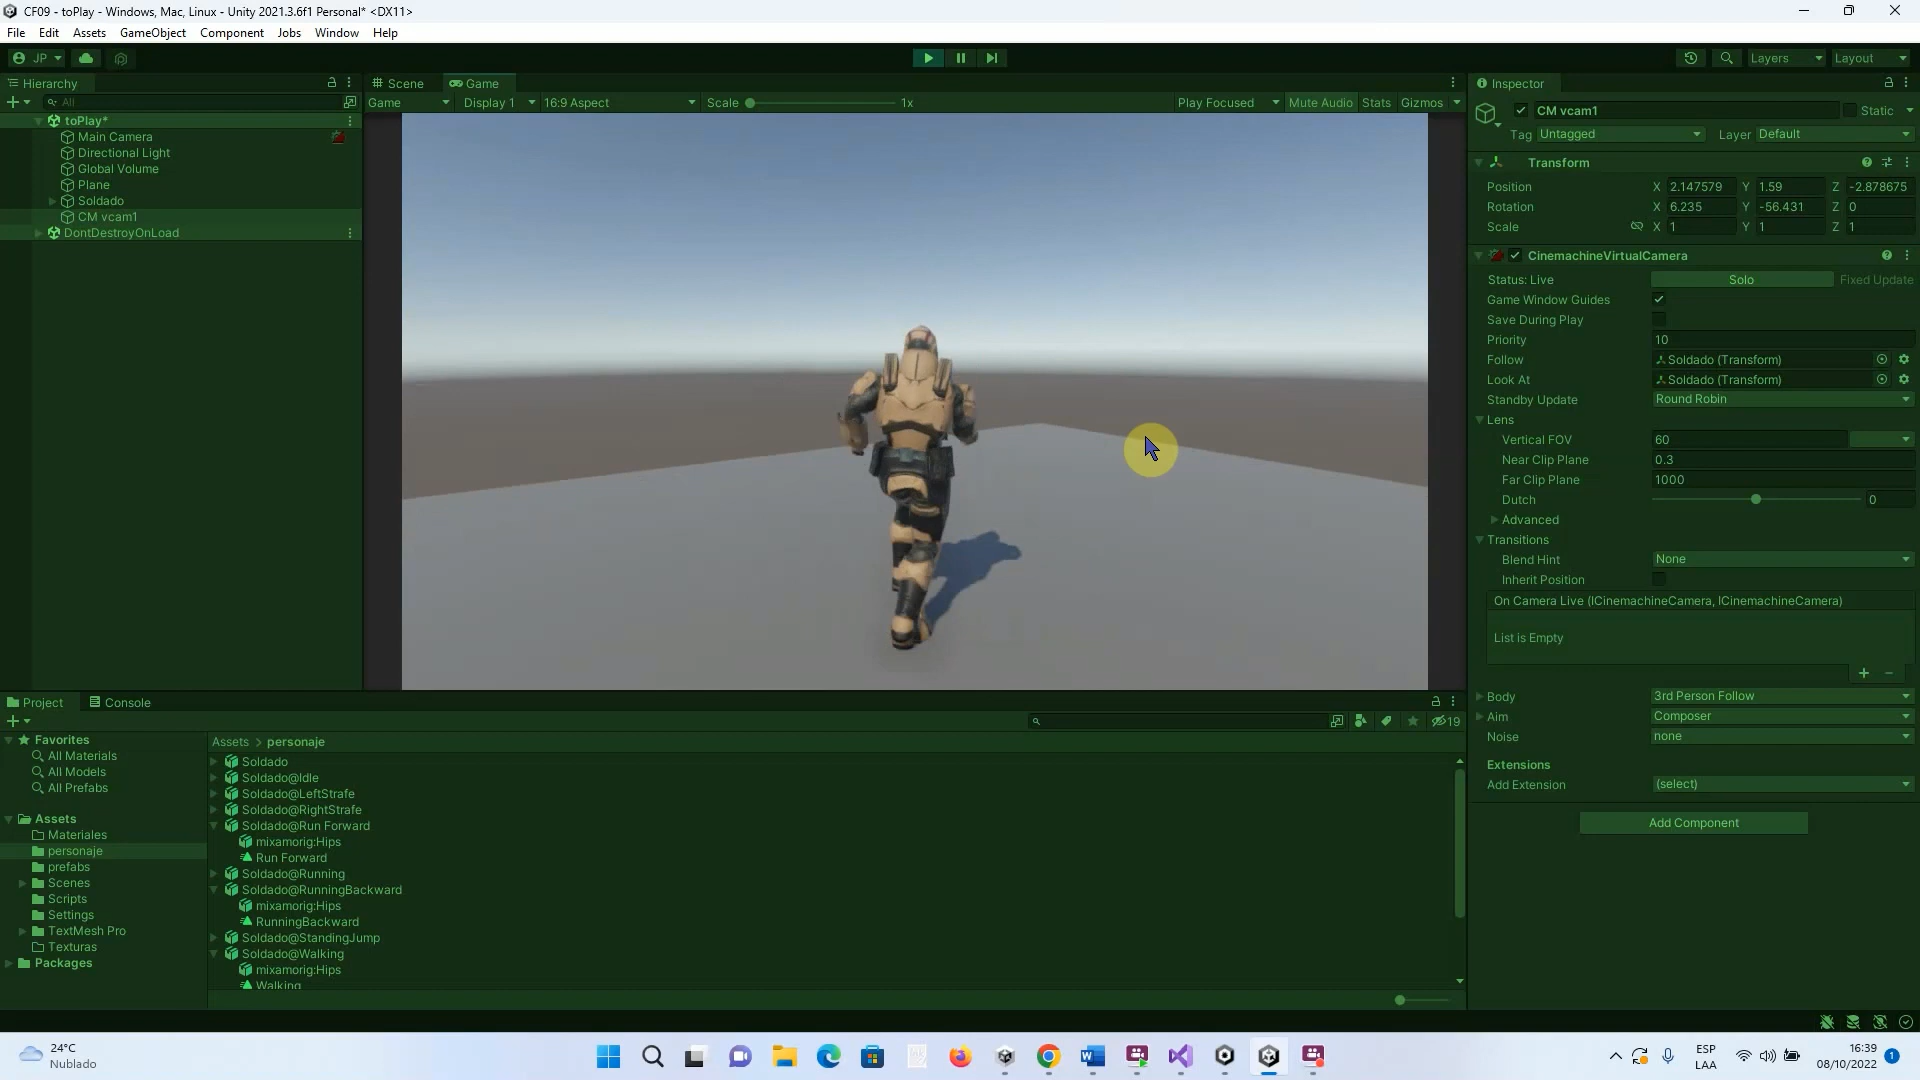 CF09 - toPlay - Windows, Mac, Linux - Unity 2021.3.6f1 Personal* <DX11>
File Edit Assets GameObject Component Jobs Window Help
JP
Layers Layout
Hierarchy
All
toPlay*
Main Camera
Directional Light
Global Volume
Plane
Soldado
CM vcam1
DontDestroyOnLoad
Scene Game
Game Display 1 16:9 Aspect Scale 1x Play Focused Mute Audio Stats Gizmos
Inspector
CM vcam1 Static
Tag Untagged Layer Default
Transform
Position X 2.147579 Y 1.59 Z -2.878675
Rotation X 6.235 Y -56.431 Z 0
Scale X 1 Y 1 Z 1
CinemachineVirtualCamera
Status: Live Solo Fixed Update
Game Window Guides
Save During Play
Priority 10
Follow Soldado (Transform)
Look At Soldado (Transform)
Standby Update Round Robin
Lens
Vertical FOV 60
Near Clip Plane 0.3
Far Clip Plane 1000
Dutch 0
Advanced
Transitions
Blend Hint None
Inherit Position
On Camera Live (ICinemachineCamera, ICinemachineCamera)
List is Empty
Body 3rd Person Follow
Aim Composer
Noise none
Extensions
Add Extension (select)
Add Component
Project Console
19
Favorites
All Materials
All Models
All Prefabs
Assets
Materiales
personaje
prefabs
Scenes
Scripts
Settings
TextMesh Pro
Texturas
Packages
Assets > personaje
Soldado
Soldado@Idle
Soldado@LeftStrafe
Soldado@RightStrafe
Soldado@Run Forward
mixamorig:Hips
Run Forward
Soldado@Running
Soldado@RunningBackward
mixamorig:Hips
RunningBackward
Soldado@StandingJump
Soldado@Walking
mixamorig:Hips
Walking
24°C
Nublado
ESP
LAA
16:39
08/10/2022
1